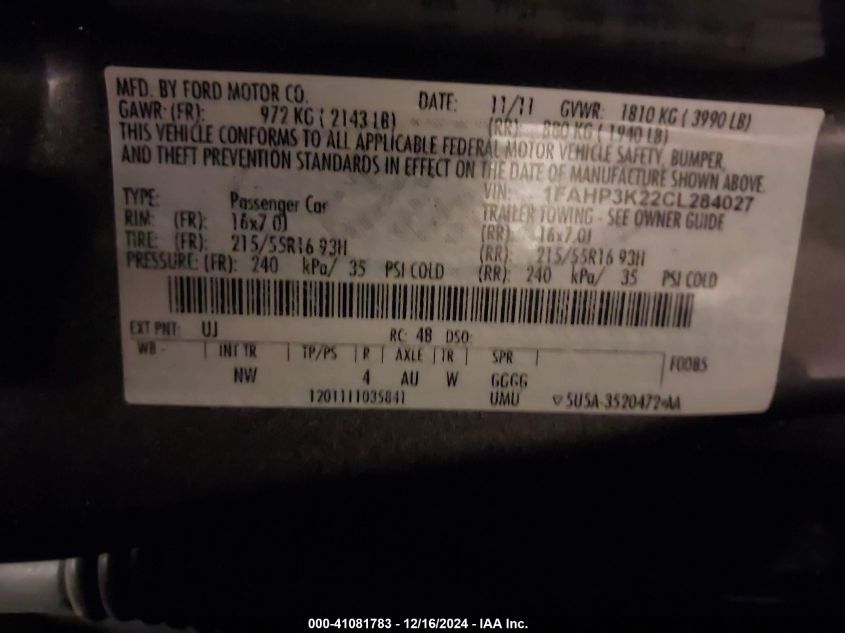 MFD. BY FORD MOTOR CO. DATE: 11/11 GVWR: 1810 KG ( 3990 LB)
GAWR: (FR): 972 KG ( 2143 LB) (RR): 880 KG ( 1940 LB)
THIS VEHICLE CONFORMS TO ALL APPLICABLE FEDERAL MOTOR VEHICLE SAFETY, BUMPER,
AND THEFT PREVENTION STANDARDS IN EFFECT ON THE DATE OF MANUFACTURE SHOWN ABOVE.
VIN: 1FAHP3K22CL284027
TYPE: Passenger Car TRAILER TOWING - SEE OWNER GUIDE
RIM: (FR): 16x7.0J (RR): 16x7.0J
TIRE: (FR): 215/55R16 93H (RR): 215/55R16 93H
PRESSURE: (FR): 240 kPa/ 35 PSI COLD (RR): 240 kPa/ 35 PSI COLD
EXT PNT: UJ RC: 48 DSO:
WB - INT TR TP/PS R AXLE TR SPR F0085
NW 4 AU W GGGG
1201111035841 UMU ▽ 5U5A-3520472-AA
000-41081783 - 12/16/2024 - IAA Inc.